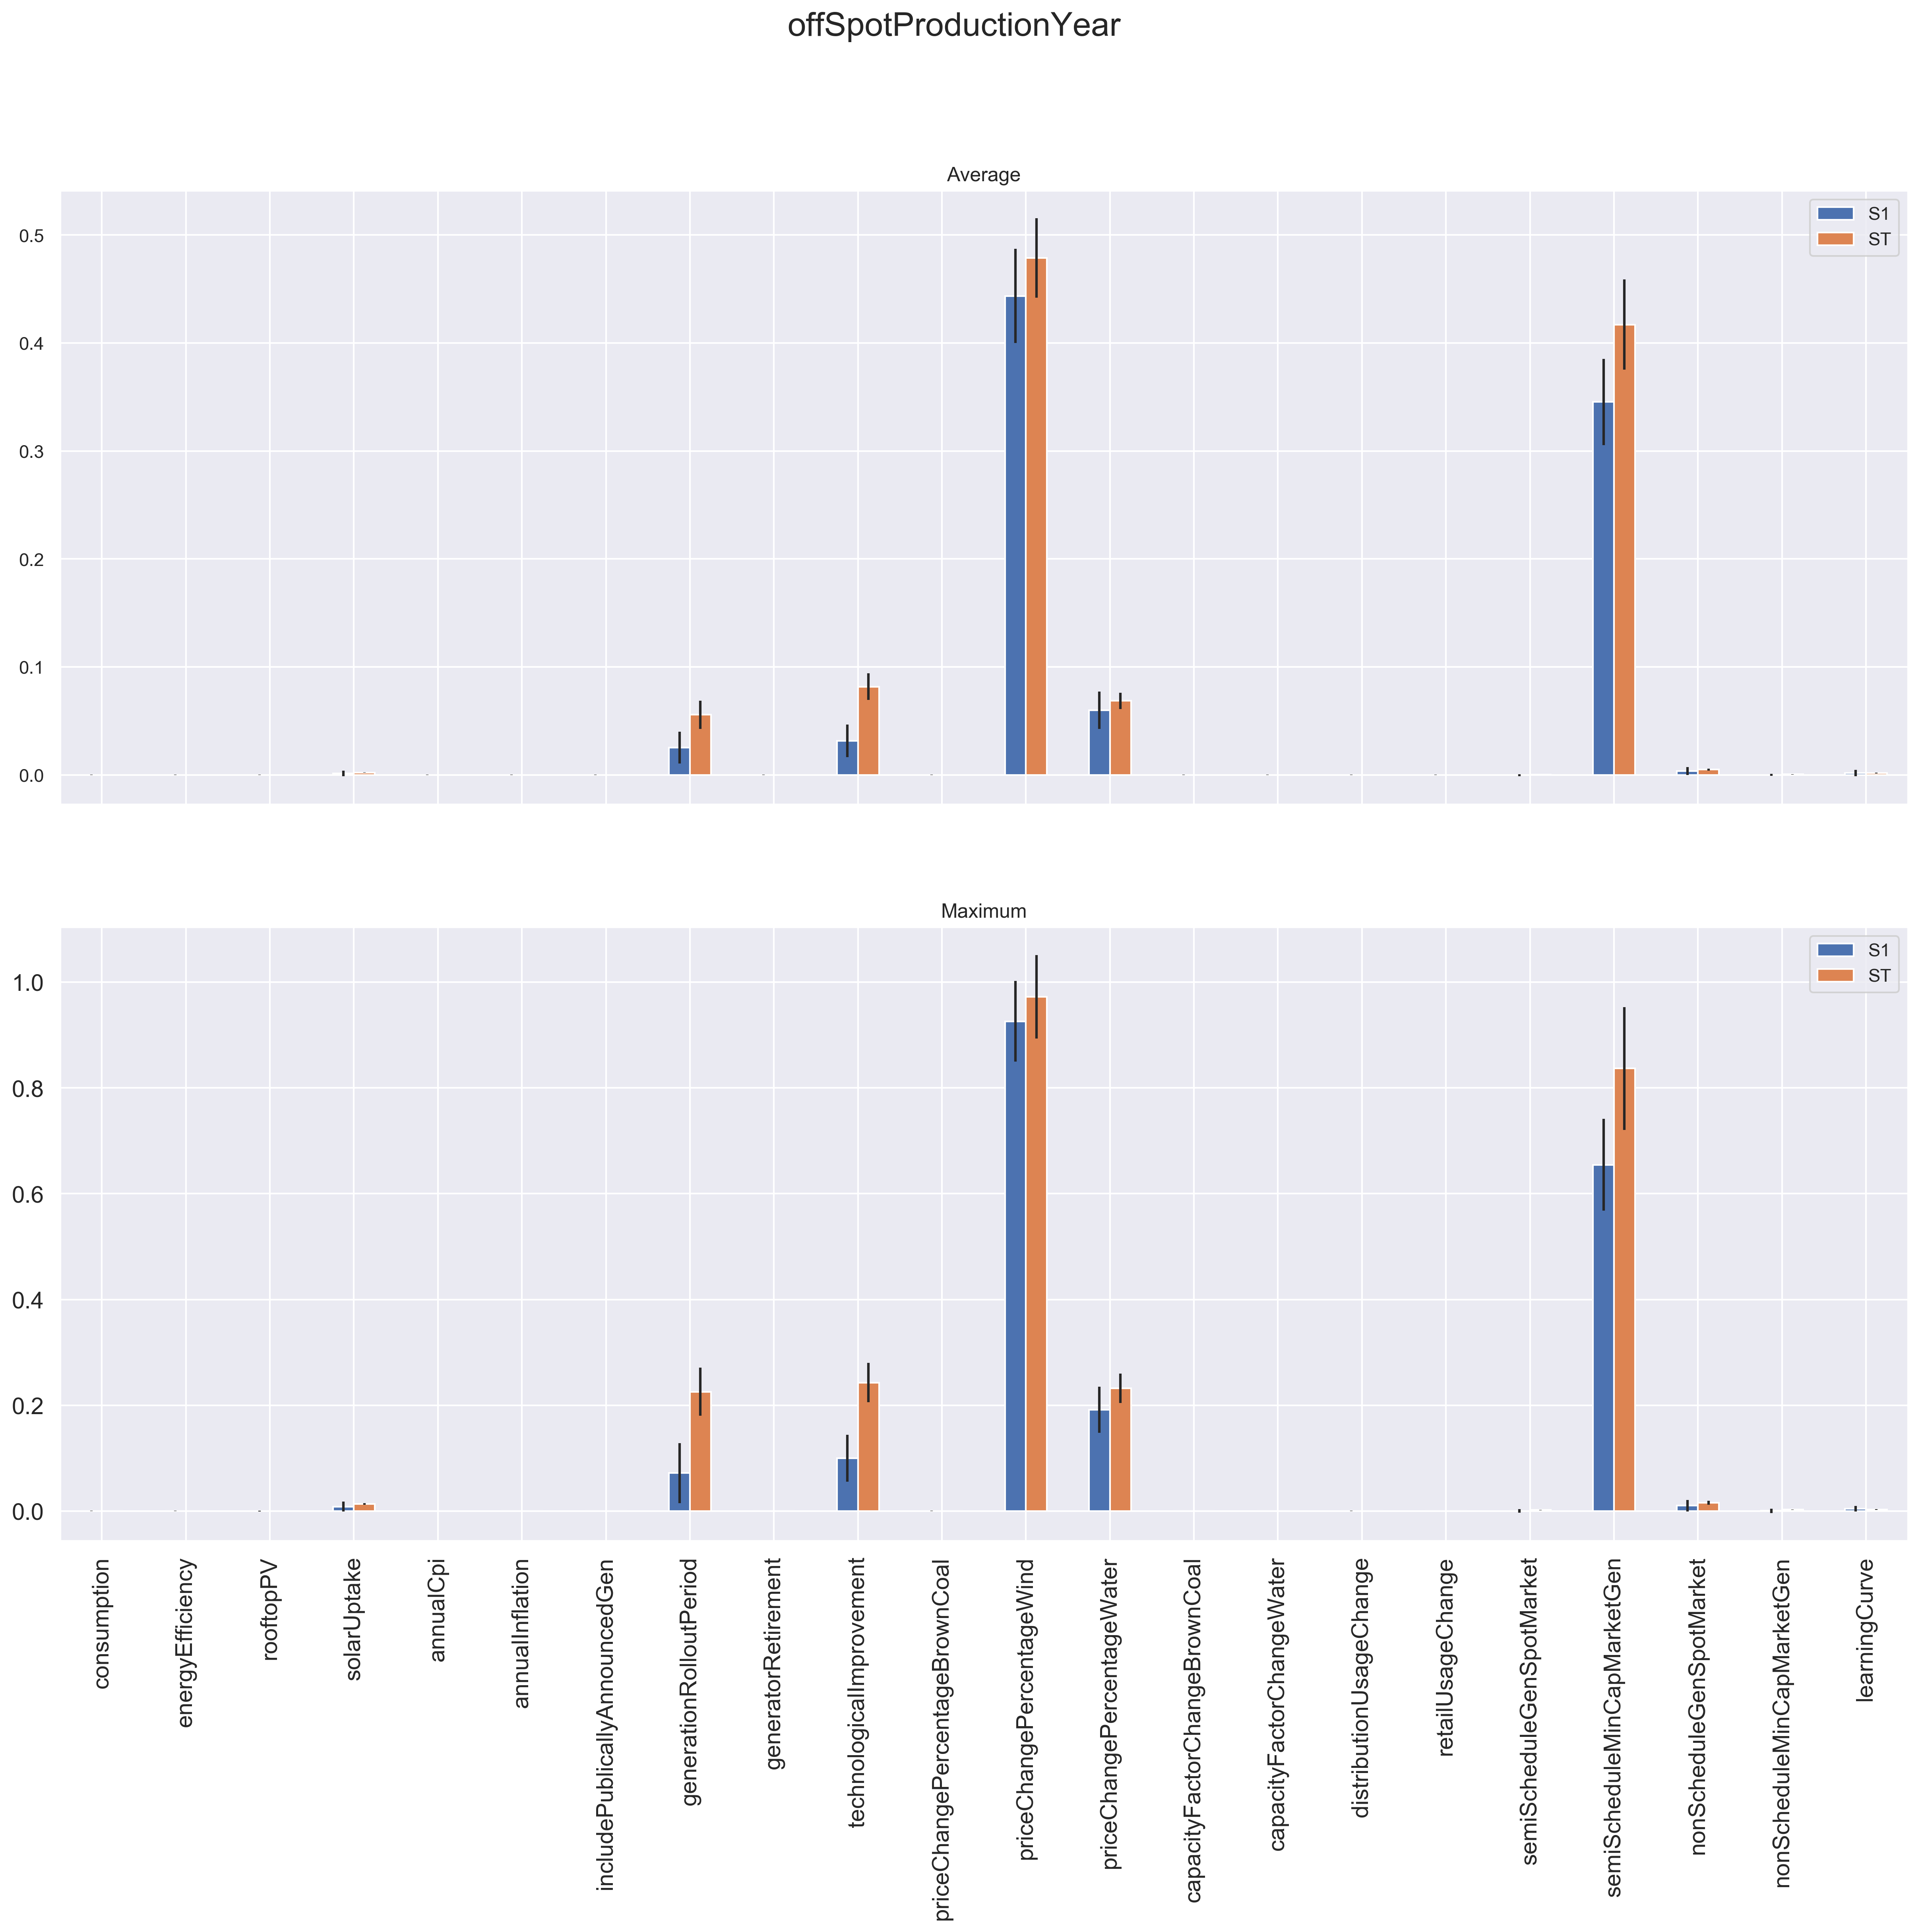 offSpotProductionYear
Average
S1
ST
0.5
0.4
0.3
0.2
0.1
0.0
Maximum
S1
ST
1.0
0.8
0.6
0.4
0.2
0.0
consumption
energyEfficiency
rooftopPV
solarUptake
annualCpi
annualInflation
includePublicallyAnnouncedGen
generationRolloutPeriod
generatorRetirement
technologicalImprovement
priceChangePercentageBrownCoal
priceChangePercentageWind
priceChangePercentageWater
capacityFactorChangeBrownCoal
capacityFactorChangeWater
distributionUsageChange
retailUsageChange
semiScheduleGenSpotMarket
semiScheduleMinCapMarketGen
nonScheduleGenSpotMarket
nonScheduleMinCapMarketGen
learningCurve